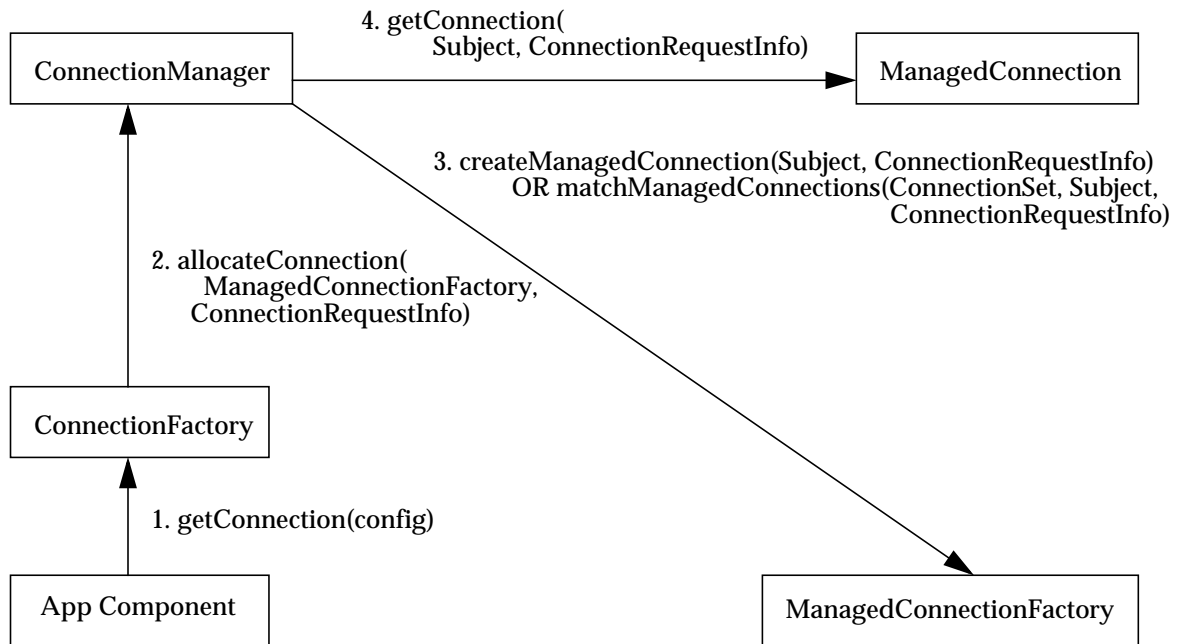 4. getConnection(
Subject, ConnectionRequestInfo)
ConnectionManager
ManagedConnection
3. createManagedConnection(Subject, ConnectionRequestInfo)
OR matchManagedConnections(ConnectionSet, Subject,
ConnectionRequestInfo)
2. allocateConnection(
ManagedConnectionFactory,
ConnectionRequestInfo)
ConnectionFactory
1. getConnection(config)
App Component
ManagedConnectionFactory